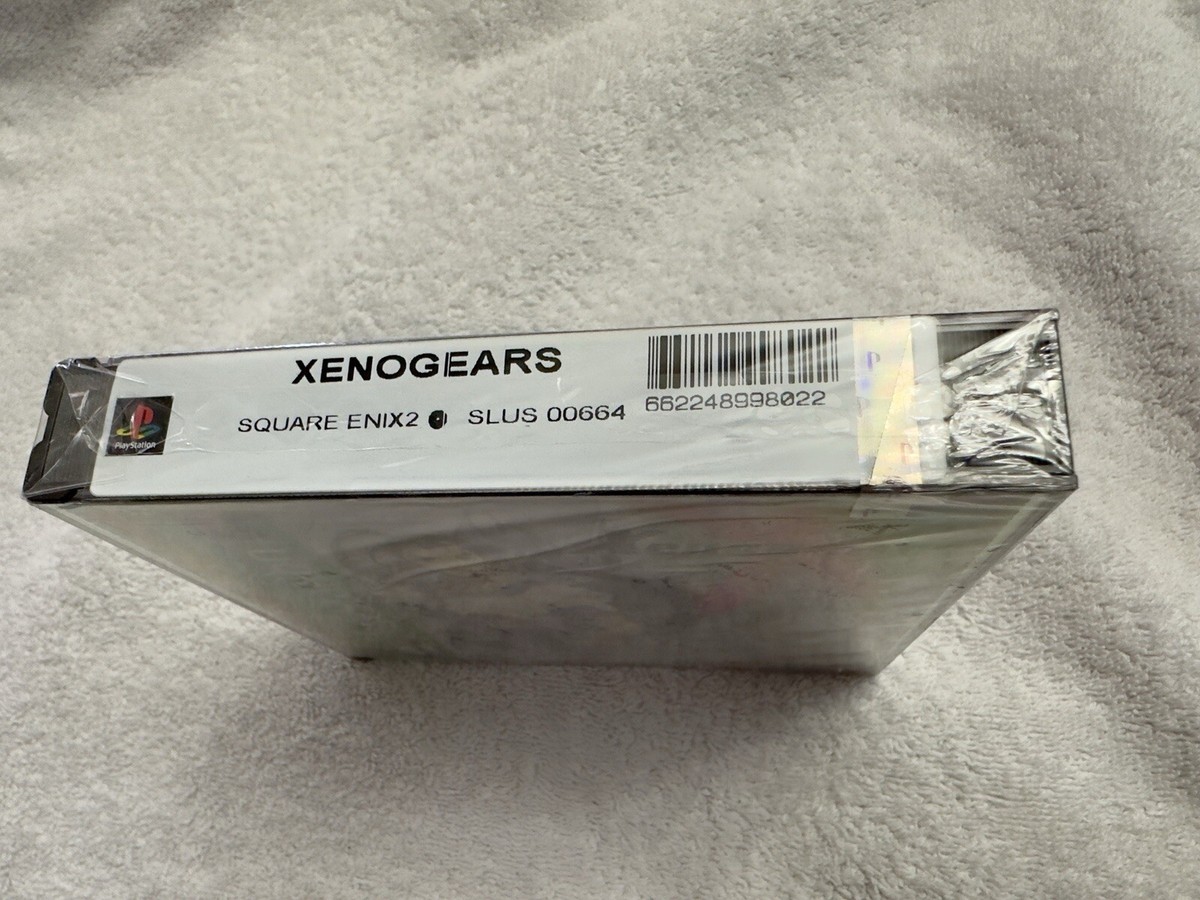 XENOGEARS
SQUARE ENIX2 SLUS 00664
662248998022
PlayStation
P